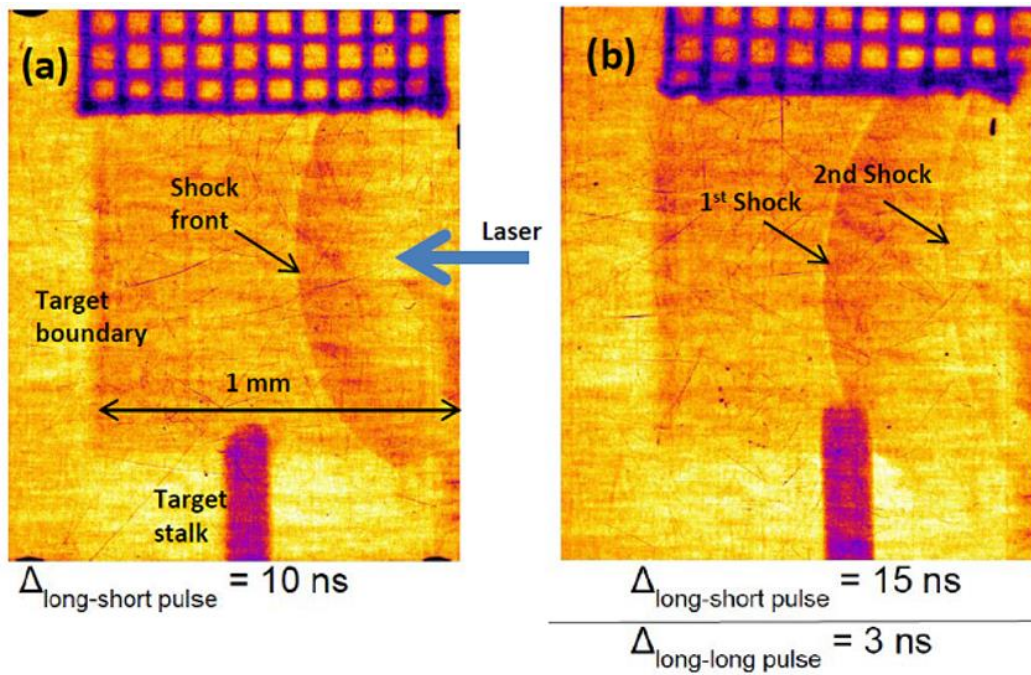 (a)
Shock
front
Laser
Target
boundary
1 mm
Target
stalk
Δlong-short pulse = 10 ns
(b)
2nd Shock
1st Shock
Δlong-short pulse = 15 ns
Δlong-long pulse = 3 ns